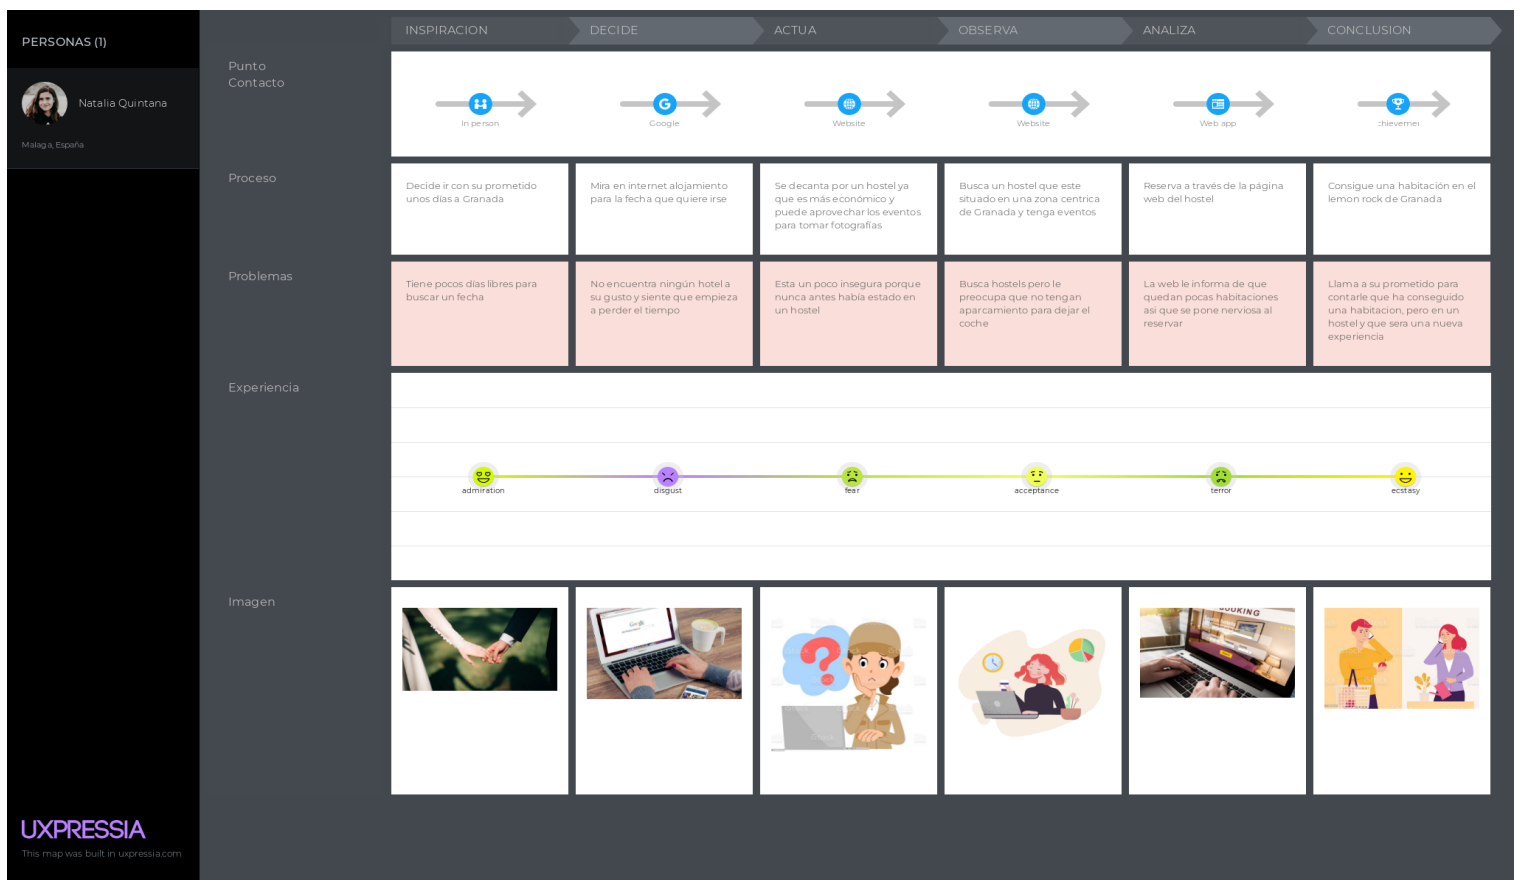 PERSONAS (1)
Natalia Quintana
Malaga, España
INSPIRACION
DECIDE
ACTUA
OBSERVA
ANALIZA
CONCLUSION
Punto
Contacto
In person
Google
Website
Website
Web app
chievemer
Proceso
Decide ir con su prometido
unos días a Granada
Mira en internet alojamiento
para la fecha que quiere irse
Se decanta por un hostel ya
que es más económico y
puede aprovechar los eventos
para tomar fotografías
Busca un hostel que este
situado en una zona centrica
de Granada y tenga eventos
Reserva a través de la página
web del hostel
Consigue una habitación en el
lemon rock de Granada
Problemas
Tiene pocos días libres para
buscar un fecha
No encuentra ningún hotel a
su gusto y siente que empieza
a perder el tiempo
Esta un poco insegura porque
nunca antes había estado en
un hostel
Busca hostels pero le
preocupa que no tengan
aparcamiento para dejar el
coche
La web le informa de que
quedan pocas habitaciones
asi que se pone nerviosa al
reservar
Llama a su prometido para
contarle que ha conseguido
una habitacion, pero en un
hostel y que sera una nueva
experiencia
Experiencia
admiration
disgust
fear
acceptance
terror
ecstasy
Imagen
Google
BOOKING
UXPRESSIA
This map was built in uxpressia.com